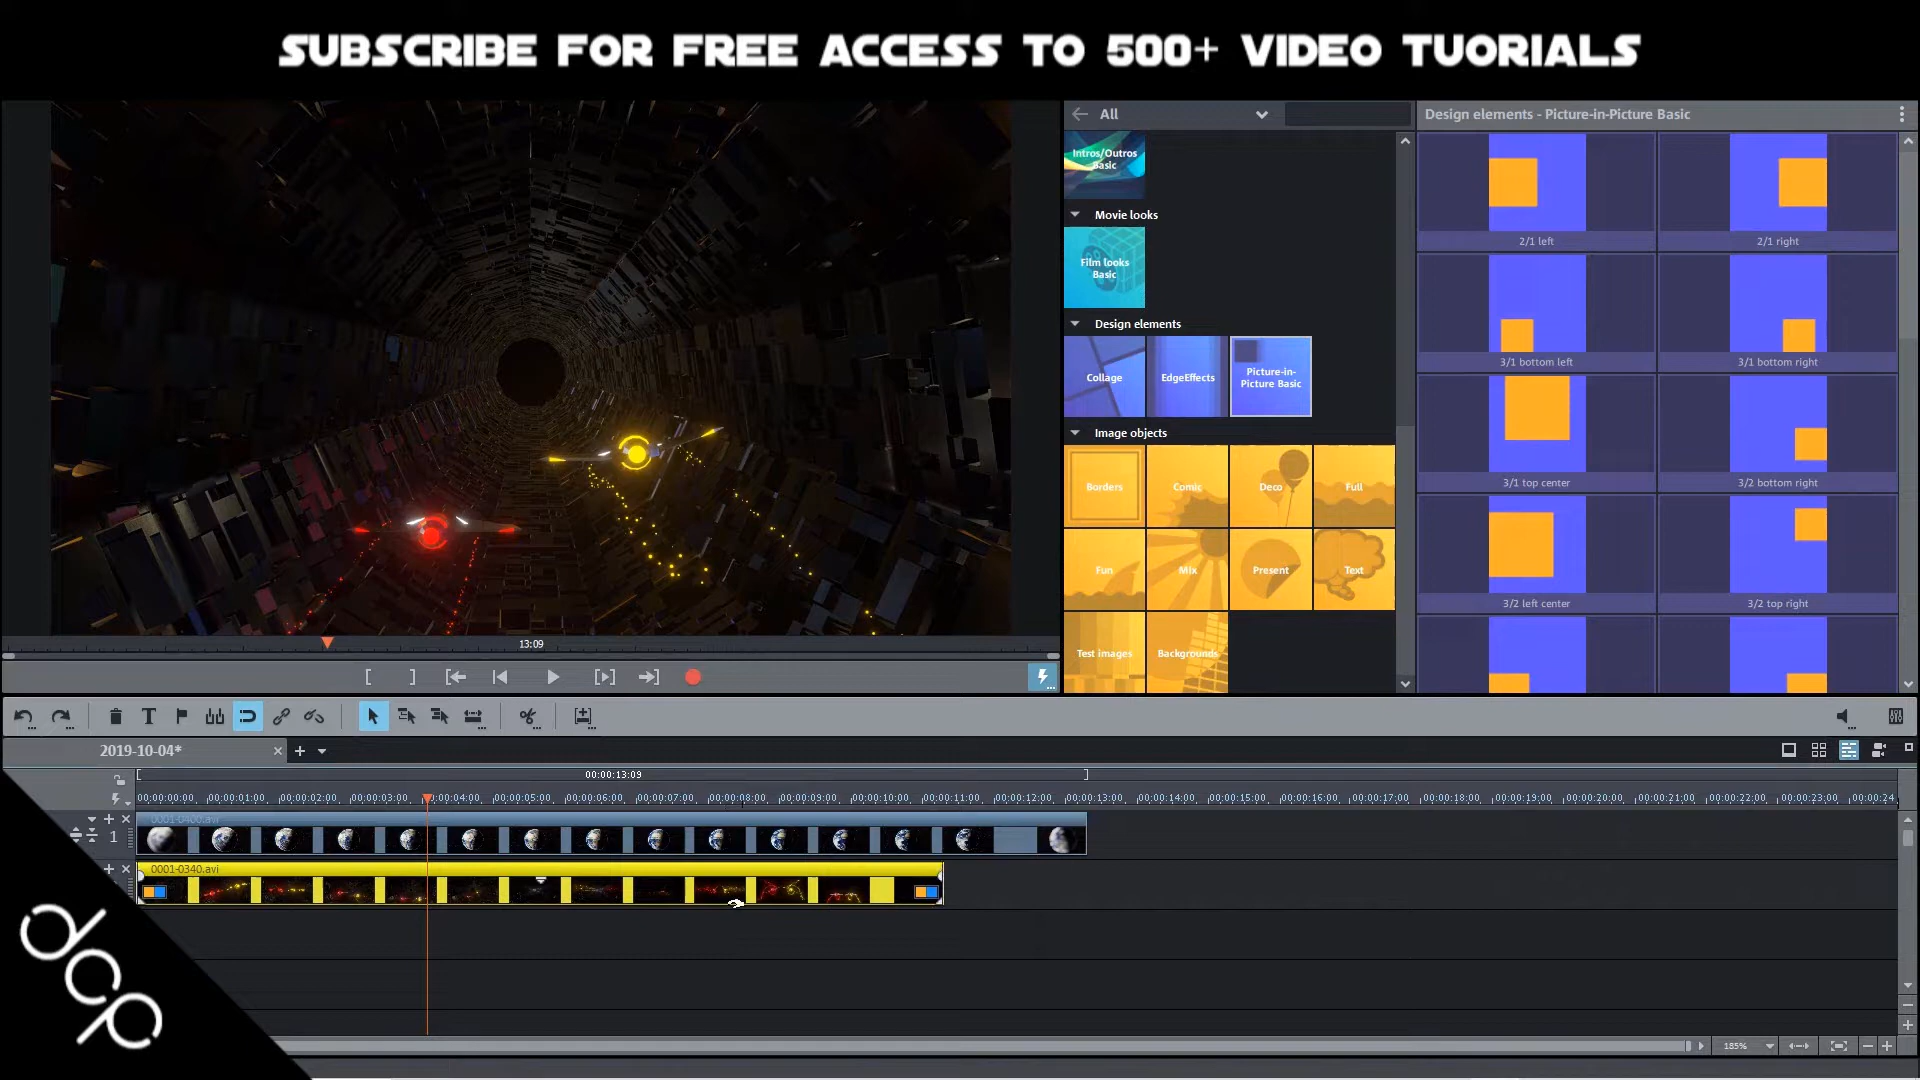 SUBSCRIBE FOR FREE ACCESS TO 500+ VIDEO TUORIALS
All
Design elements - Picture-in-Picture Basic
Intros/Outros
Basic
Movie looks
Film looks
Basic
Design elements
Collage
EdgeEffects
Picture-in-
Picture Basic
Image objects
Borders
Comic
Deco
Full
Fun
Mix
Present
Text
Test images
Backgrounds
2/1 left
2/1 right
3/1 bottom left
3/1 bottom right
3/1 top center
3/2 bottom right
3/2 left center
3/2 top right
13:09
2019-10-04*
00:00:13:09
00:00:00:00 00:00:01:00 00:00:02:00 00:00:03:00 00:00:04:00 00:00:05:00 00:00:06:00 00:00:07:00 00:00:08:00 00:00:09:00 00:00:10:00 00:00:11:00 00:00:12:00 00:00:13:00 00:00:14:00 00:00:15:00 00:00:16:00 00:00:17:00 00:00:18:00 00:00:19:00 00:00:20:00 00:00:21:00 00:00:22:00 00:00:23:00 00:00:24
0001-0400.avi
1
0001-0340.avi
dcp
185%